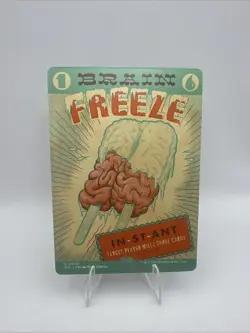 1
BRAIN
FREEZE
IN-ST-ANT
TARGET PLAYER MILLS THREE CARDS